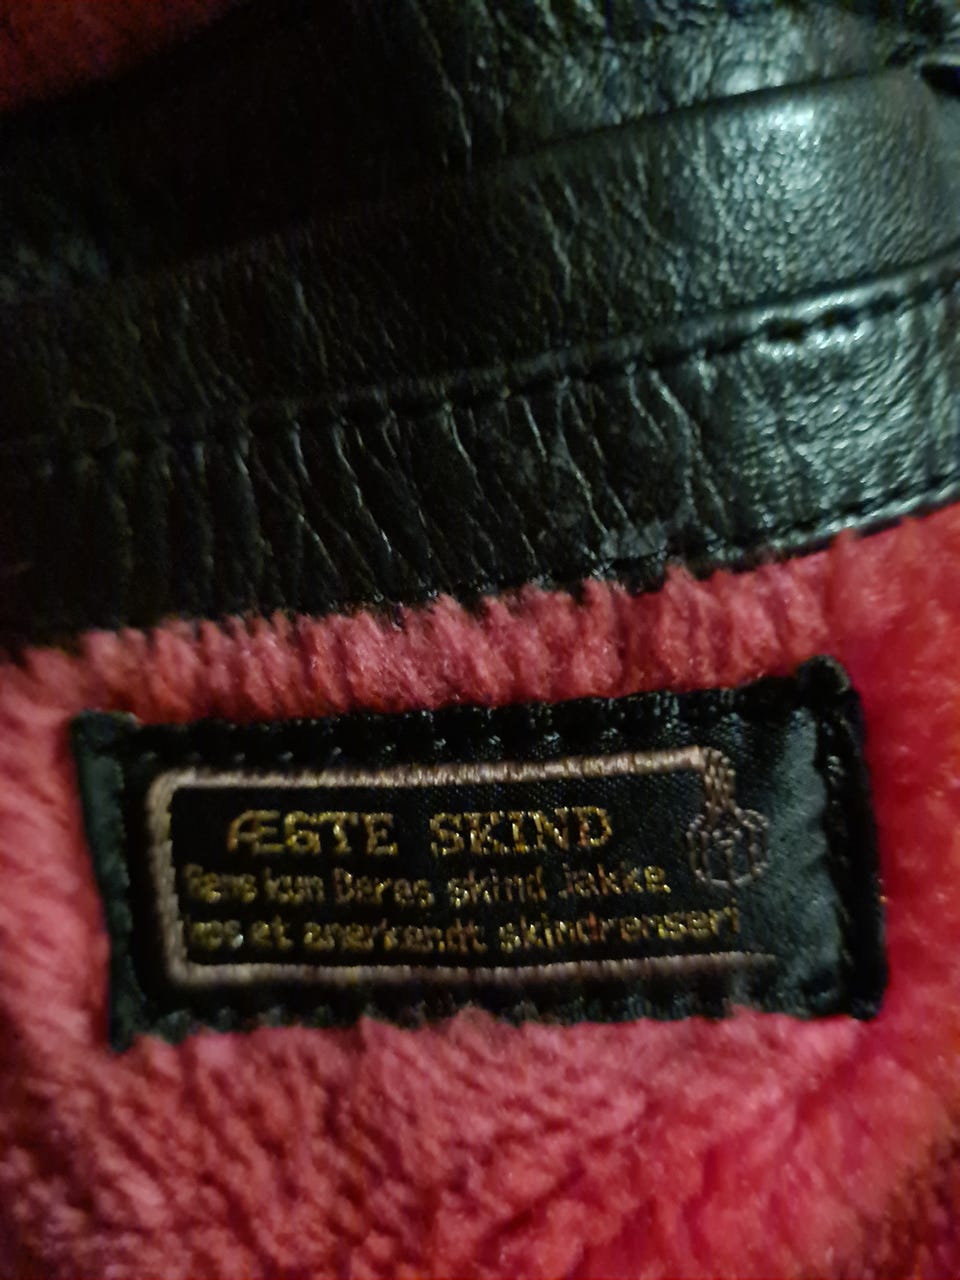 ÆGTE SKIND
Rens kun Deres skind jakke
hos et anerkendt skindrenseri